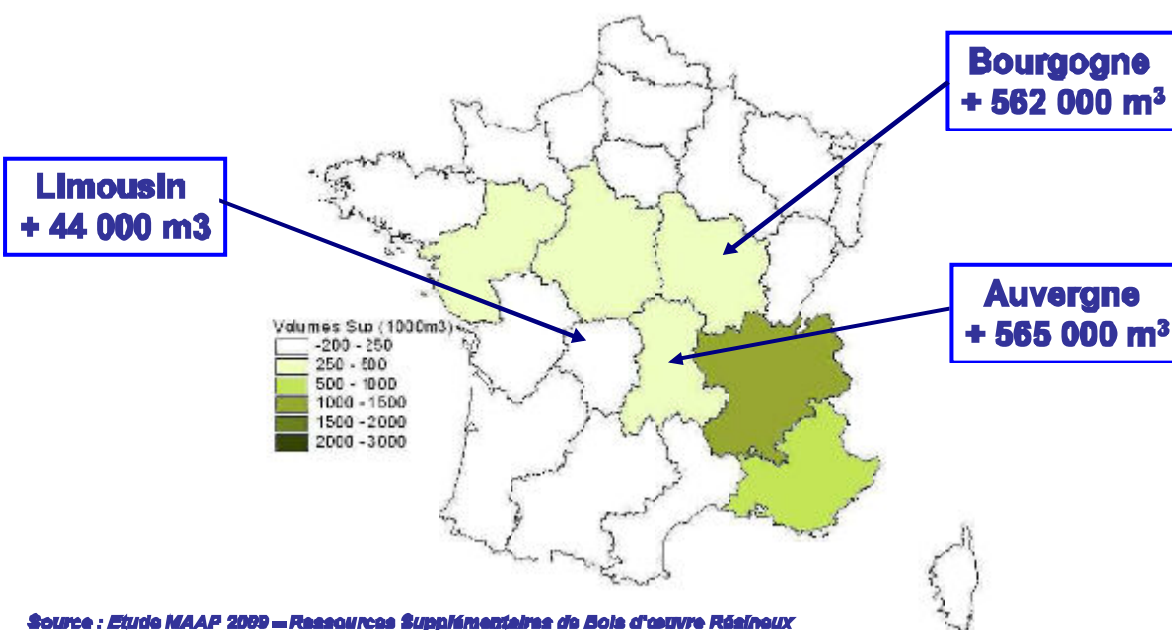 Bourgogne
+ 562 000 m³
Limousin
+ 44 000 m3
Auvergne
+ 565 000 m³
Volumes Sup (1000m3)
-200 - 250
250 - 500
500 - 1000
1000 -1500
1500 -2000
2000 -3000
Source : Etude MAAP 2009 – Ressources Supplémentaires de Bois d'œuvre Résineux